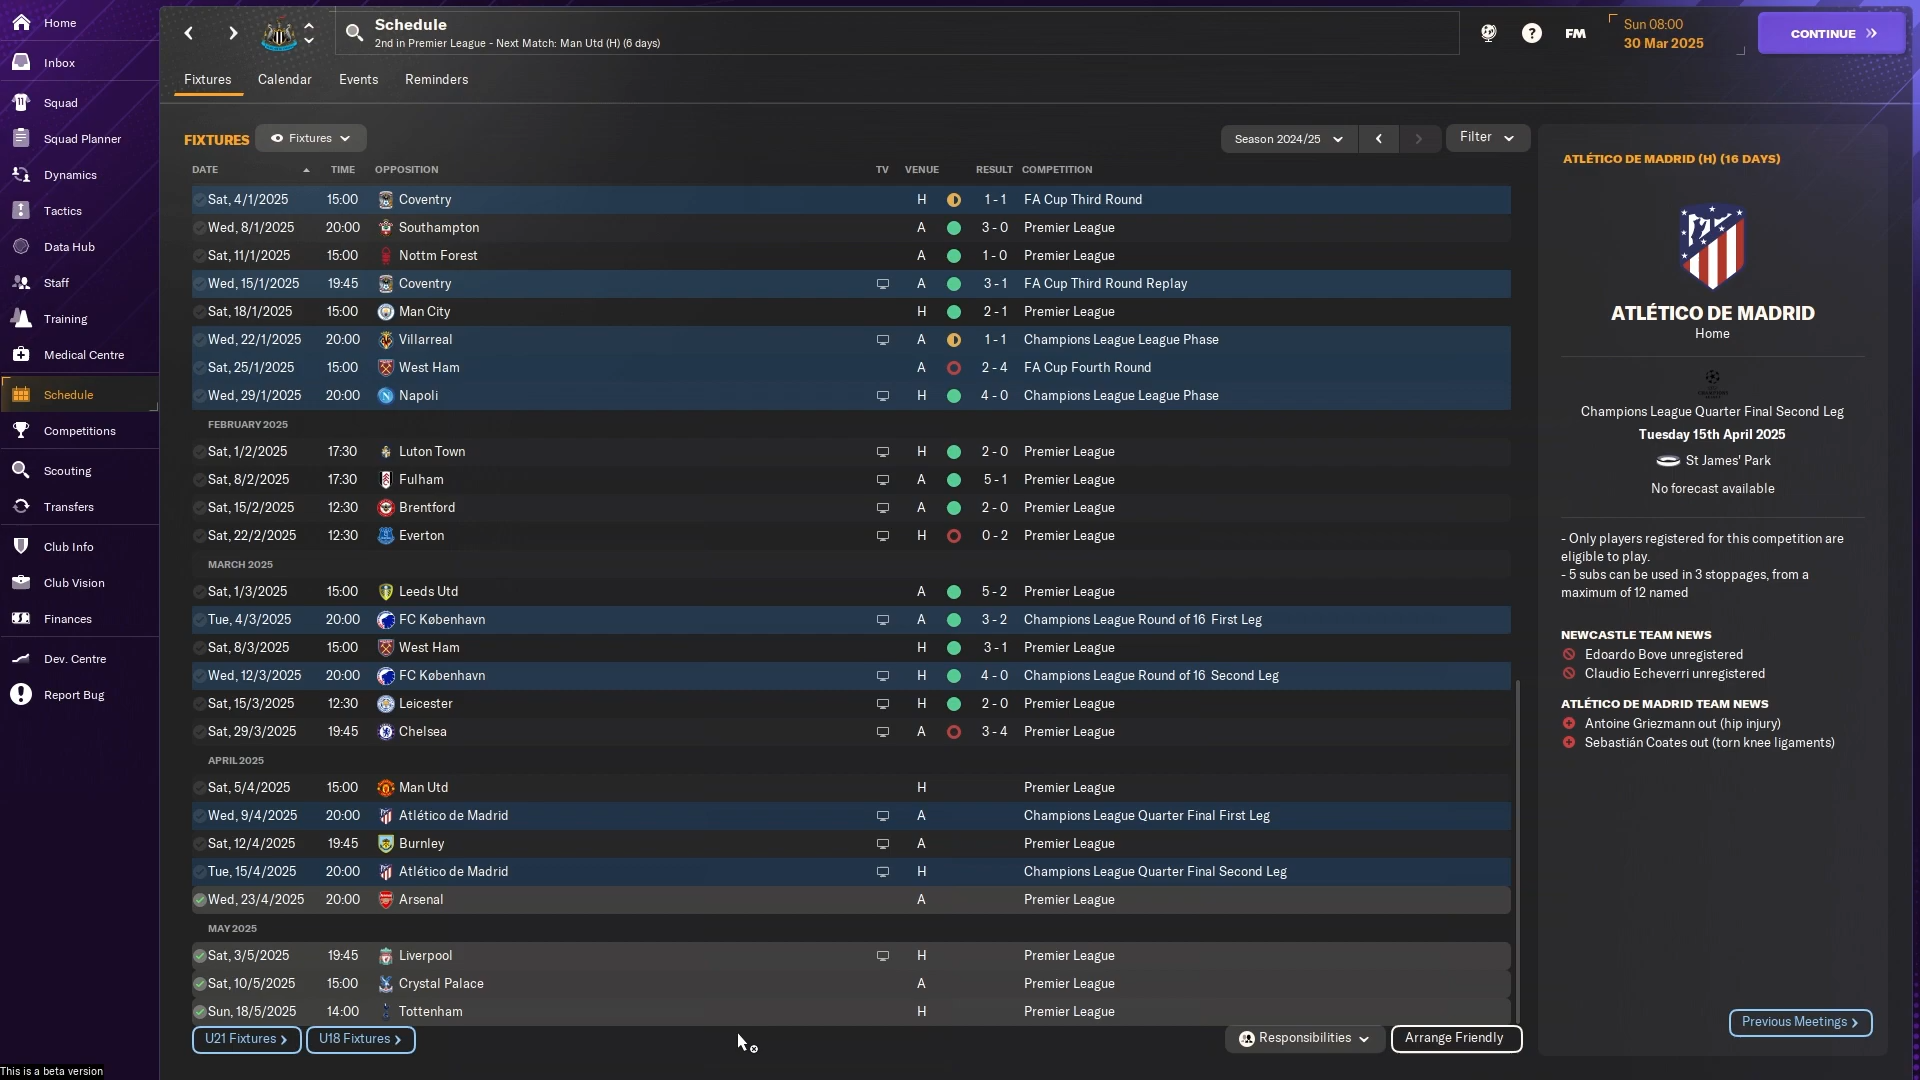 Home
Inbox
Squad
Squad Planner
Dynamics
Tactics
Data Hub
Staff
Training
Medical Centre
Schedule
Competitions
Scouting
Transfers
Club Info
Club Vision
Finances
Dev. Centre
Report Bug
This is a beta version
Schedule
2nd in Premier League - Next Match: Man Utd (H) (6 days)
FM
Sun 08:00
30 Mar 2025
CONTINUE
Fixtures Calendar Events Reminders
FIXTURES Fixtures Season 2024/25 Filter
DATE TIME OPPOSITION TV VENUE RESULT COMPETITION
Sat, 4/1/2025 15:00 Coventry H 1 - 1 FA Cup Third Round
Wed, 8/1/2025 20:00 Southampton A 3 - 0 Premier League
Sat, 11/1/2025 15:00 Nottm Forest A 1 - 0 Premier League
Wed, 15/1/2025 19:45 Coventry A 3 - 1 FA Cup Third Round Replay
Sat, 18/1/2025 15:00 Man City H 2 - 1 Premier League
Wed, 22/1/2025 20:00 Villarreal A 1 - 1 Champions League League Phase
Sat, 25/1/2025 15:00 West Ham A 2 - 4 FA Cup Fourth Round
Wed, 29/1/2025 20:00 Napoli H 4 - 0 Champions League League Phase
FEBRUARY 2025
Sat, 1/2/2025 17:30 Luton Town H 2 - 0 Premier League
Sat, 8/2/2025 17:30 Fulham A 5 - 1 Premier League
Sat, 15/2/2025 12:30 Brentford A 2 - 0 Premier League
Sat, 22/2/2025 12:30 Everton H 0 - 2 Premier League
MARCH 2025
Sat, 1/3/2025 15:00 Leeds Utd A 5 - 2 Premier League
Tue, 4/3/2025 20:00 FC København A 3 - 2 Champions League Round of 16 First Leg
Sat, 8/3/2025 15:00 West Ham H 3 - 1 Premier League
Wed, 12/3/2025 20:00 FC København H 4 - 0 Champions League Round of 16 Second Leg
Sat, 15/3/2025 12:30 Leicester H 2 - 0 Premier League
Sat, 29/3/2025 19:45 Chelsea A 3 - 4 Premier League
APRIL 2025
Sat, 5/4/2025 15:00 Man Utd H Premier League
Wed, 9/4/2025 20:00 Atlético de Madrid A Champions League Quarter Final First Leg
Sat, 12/4/2025 19:45 Burnley A Premier League
Tue, 15/4/2025 20:00 Atlético de Madrid H Champions League Quarter Final Second Leg
Wed, 23/4/2025 20:00 Arsenal A Premier League
MAY 2025
Sat, 3/5/2025 19:45 Liverpool H Premier League
Sat, 10/5/2025 15:00 Crystal Palace A Premier League
Sun, 18/5/2025 14:00 Tottenham H Premier League
U21 Fixtures U18 Fixtures Responsibilities Arrange Friendly
ATLÉTICO DE MADRID (H) (16 DAYS)
ATLÉTICO DE MADRID
Home
Champions League Quarter Final Second Leg
Tuesday 15th April 2025
St James' Park
No forecast available
- Only players registered for this competition are
eligible to play.
- 5 subs can be used in 3 stoppages, from a
maximum of 12 named
NEWCASTLE TEAM NEWS
Edoardo Bove unregistered
Claudio Echeverri unregistered
ATLÉTICO DE MADRID TEAM NEWS
Antoine Griezmann out (hip injury)
Sebastián Coates out (torn knee ligaments)
Previous Meetings